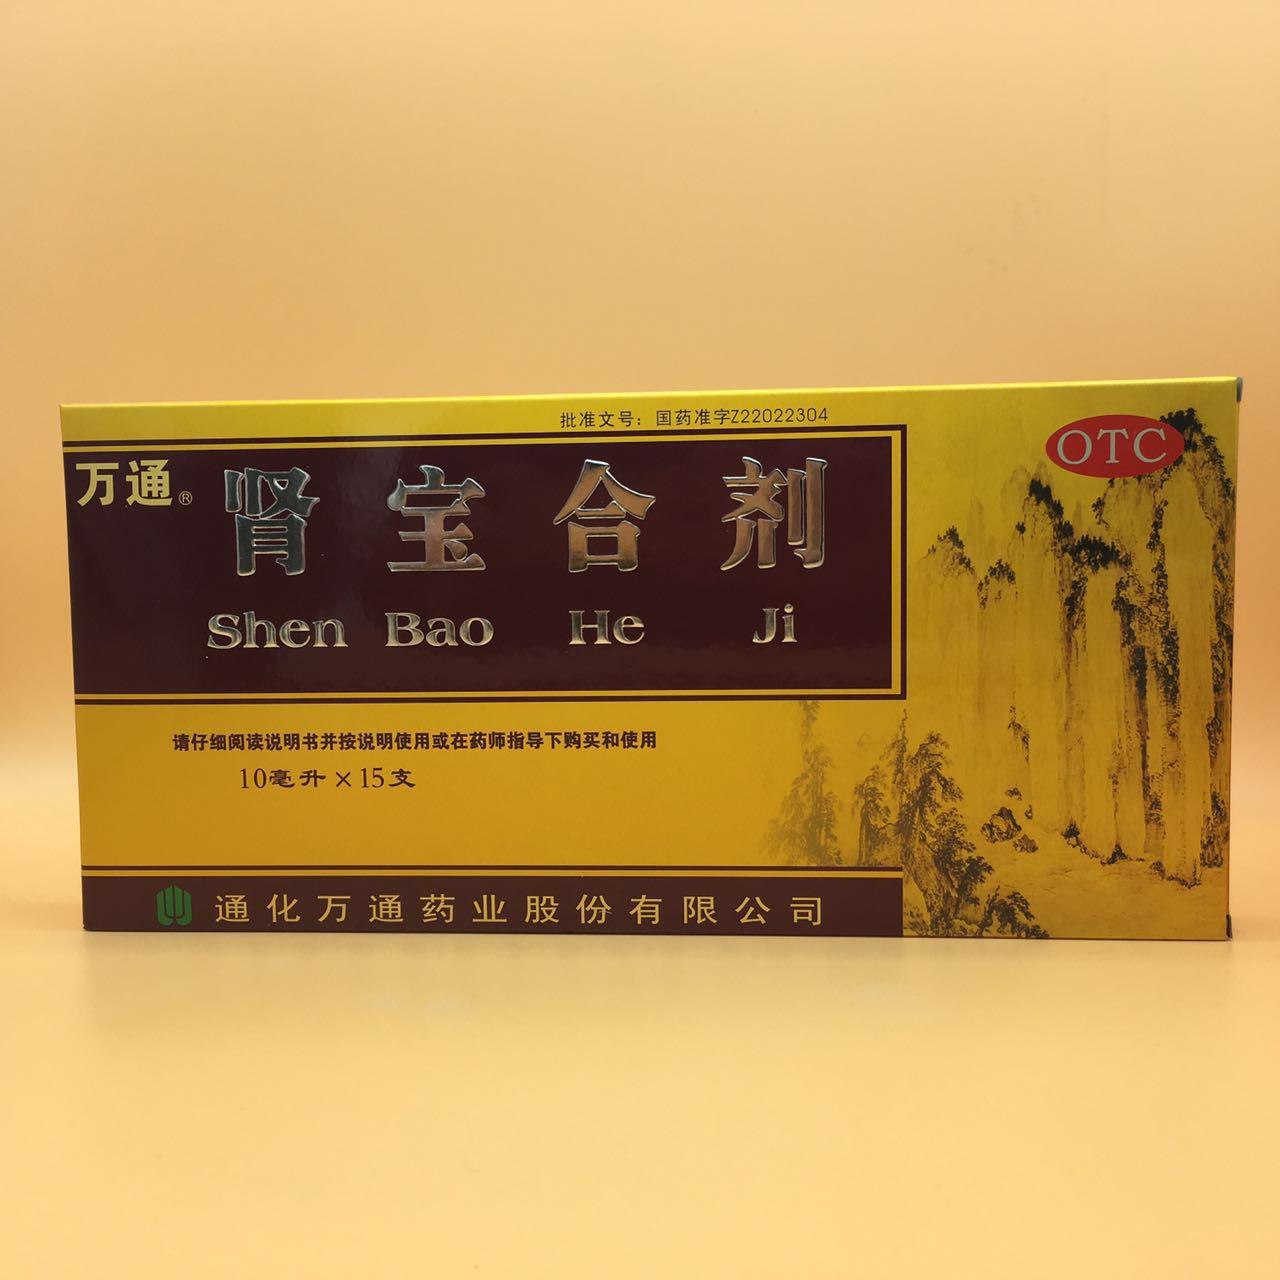 批准文号：国药准字Z22022304
OTC
万通®
肾宝合剂
Shen Bao He Ji
请仔细阅读说明书并按说明使用或在药师指导下购买和使用
10毫升×15支
通化万通药业股份有限公司